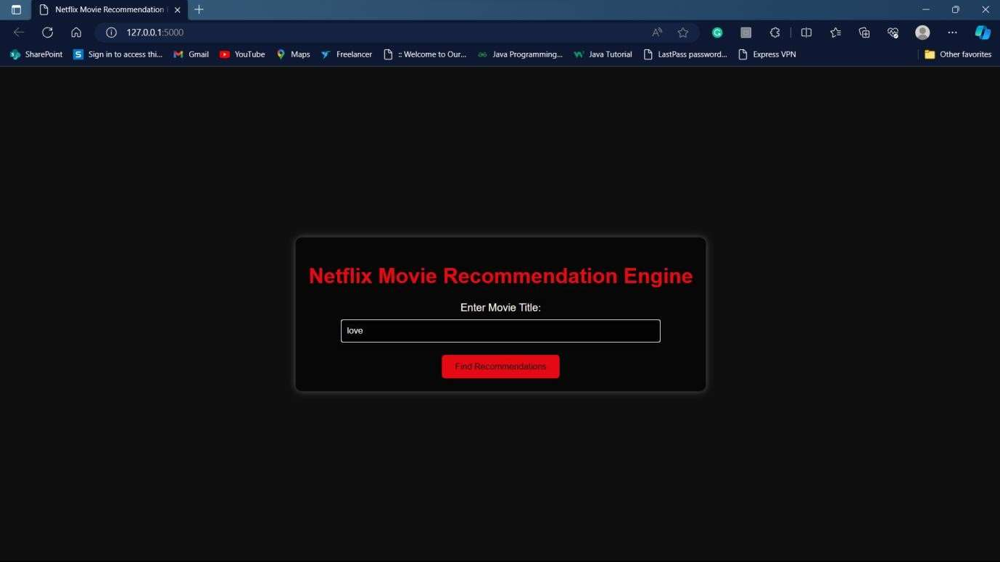 Netflix Movie Recommendation
127.0.0.1:5000
SharePoint Sign in to access thi... Gmail YouTube Maps Freelancer :: Welcome to Our... Java Programming... Java Tutorial LastPass password... Express VPN Other favorites
Netflix Movie Recommendation Engine
Enter Movie Title:
love
Find Recommendations